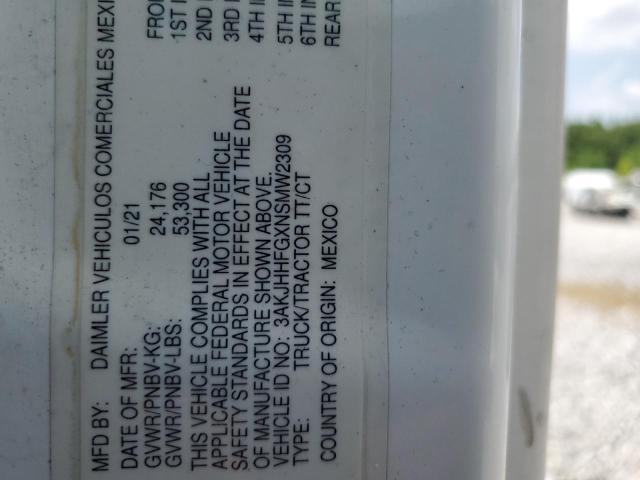 MFD BY: DAIMLER VEHICULOS COMERCIALES MEXI
DATE OF MFR: 01/21 FRO
GVWR/PNBV-KG: 24,176 1ST I
GVWR/PNBV-LBS: 53,300 2ND
THIS VEHICLE COMPLIES WITH ALL 3RD
APPLICABLE FEDERAL MOTOR VEHICLE 4TH IN
SAFETY STANDARDS IN EFFECT AT THE DATE 5TH IN
OF MANUFACTURE SHOWN ABOVE. 6TH IN
VEHICLE ID NO: 3AKJHHFGXNSMW2309 REAR
TYPE: TRUCK/TRACTOR TT/CT
COUNTRY OF ORIGIN: MEXICO